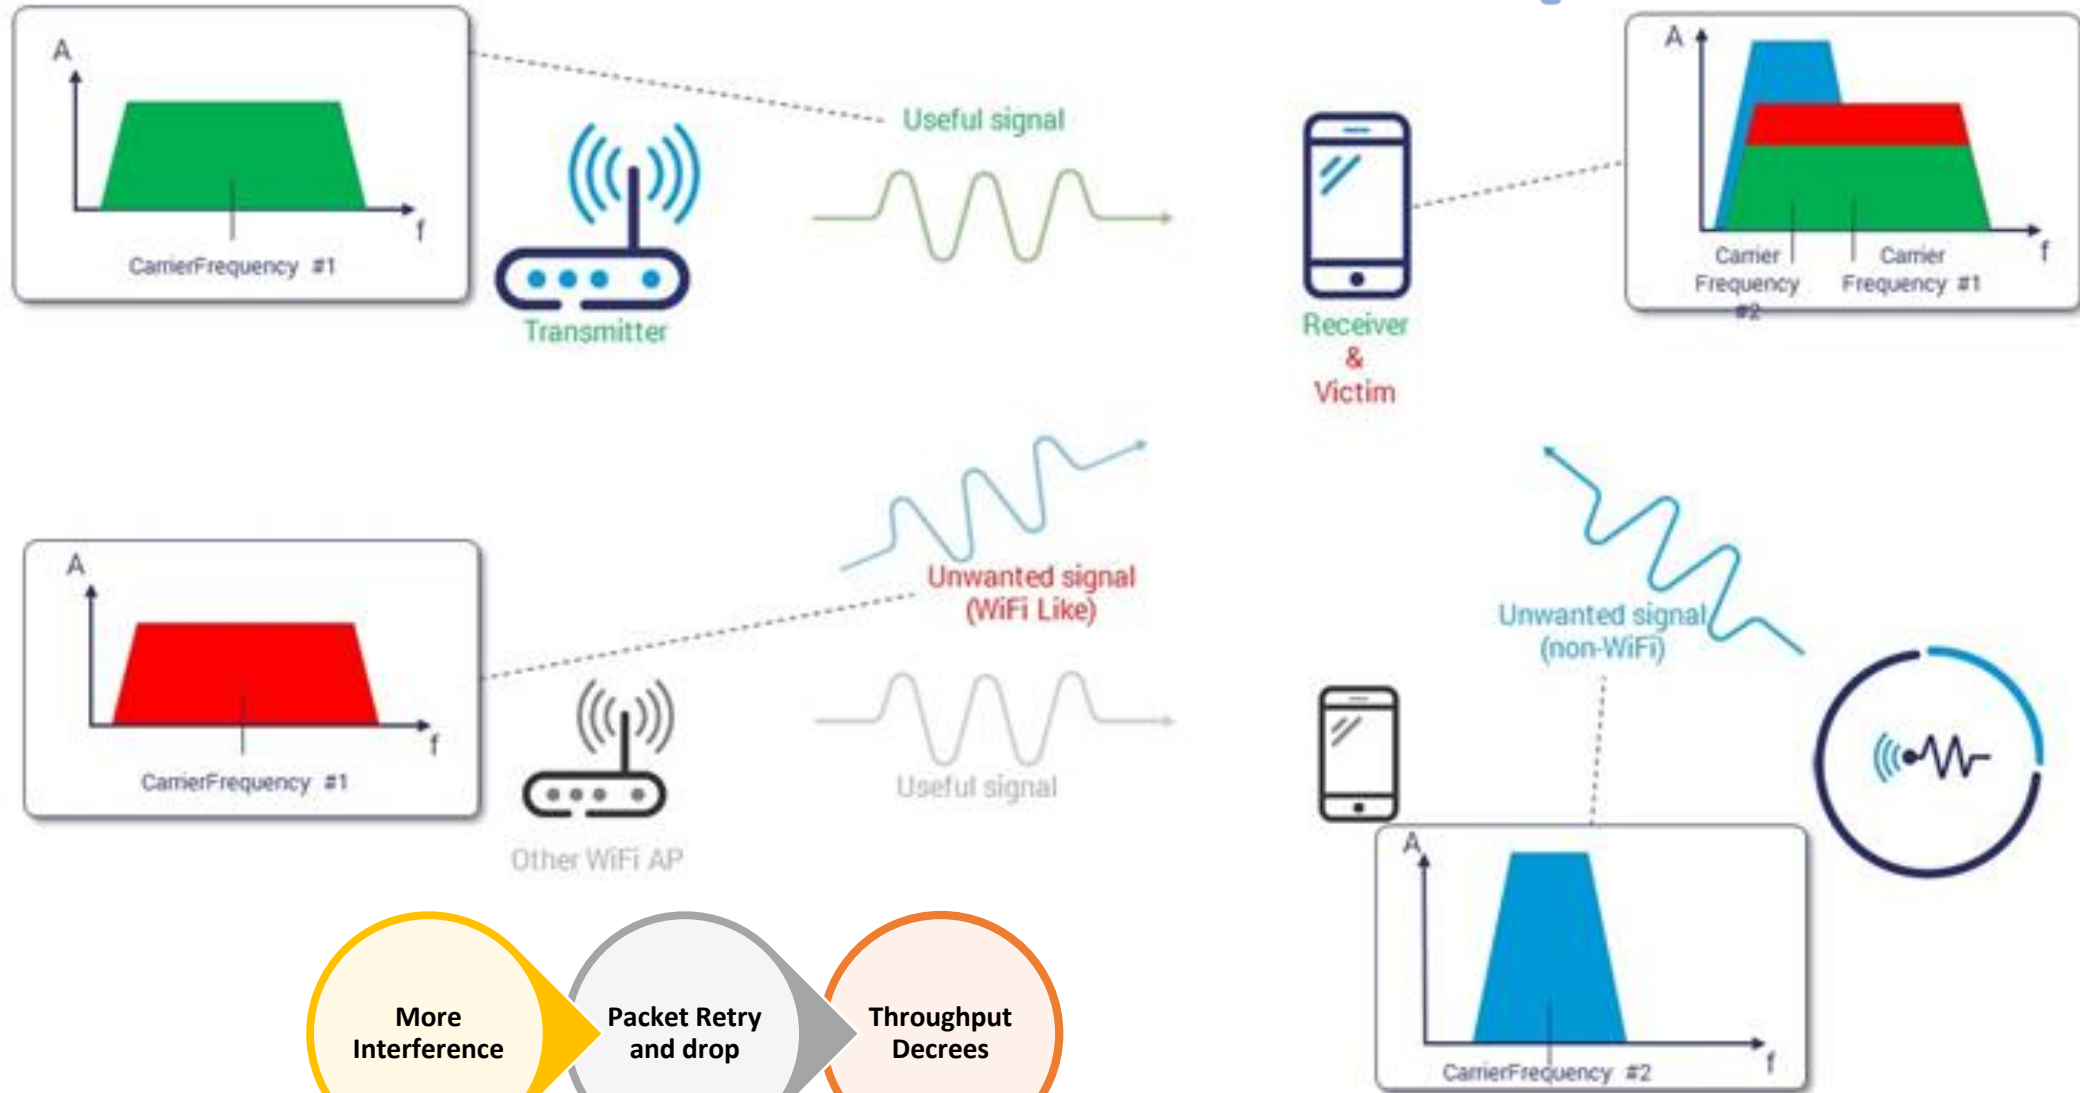 A
f
CarrierFrequency #1
Transmitter
Useful signal
Receiver
&
Victim
A
f
Carrier
Frequency
#2
Carrier
Frequency #1
A
f
CarrierFrequency #1
Other WiFi AP
Unwanted signal
(WiFi Like)
Useful signal
Unwanted signal
(non-WiFi)
A
f
CarrierFrequency #2
More
Interference
Packet Retry
and drop
Throughput
Decrees